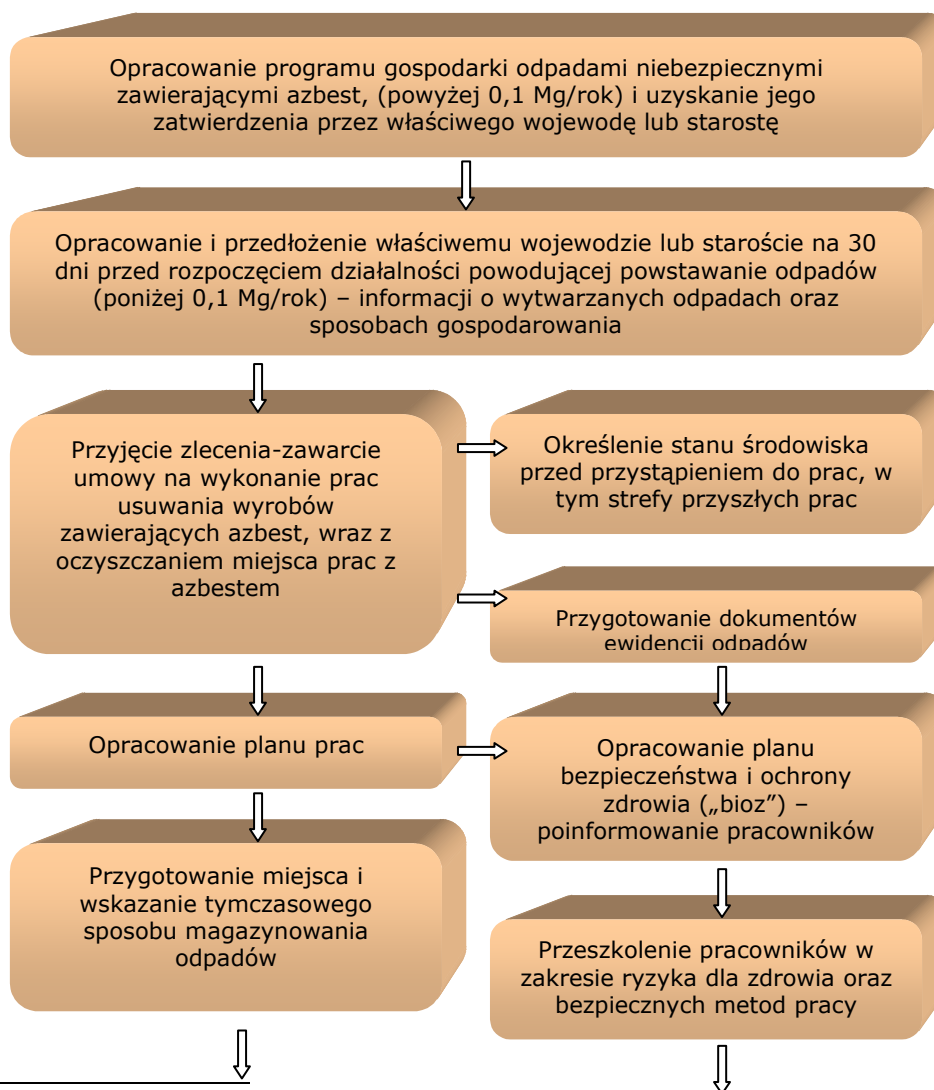 Opracowanie programu gospodarki odpadami niebezpiecznymi
zawierającymi azbest, (powyżej 0,1 Mg/rok) i uzyskanie jego
zatwierdzenia przez właściwego wojewodę lub starostę
Opracowanie i przedłożenie właściwemu wojewodzie lub staroście na 30
dni przed rozpoczęciem działalności powodującej powstawanie odpadów
(poniżej 0,1 Mg/rok) – informacji o wytwarzanych odpadach oraz
sposobach gospodarowania
Przyjęcie zlecenia-zawarcie
umowy na wykonanie prac
usuwania wyrobów
zawierających azbest, wraz z
oczyszczaniem miejsca prac z
azbestem
Określenie stanu środowiska
przed przystąpieniem do prac, w
tym strefy przyszłych prac
Przygotowanie dokumentów
ewidencji odpadów
Opracowanie planu prac
Opracowanie planu
bezpieczeństwa i ochrony
zdrowia („bioz”) –
poinformowanie pracowników
Przygotowanie miejsca i
wskazanie tymczasowego
sposobu magazynowania
odpadów
Przeszkolenie pracowników w
zakresie ryzyka dla zdrowia oraz
bezpiecznych metod pracy